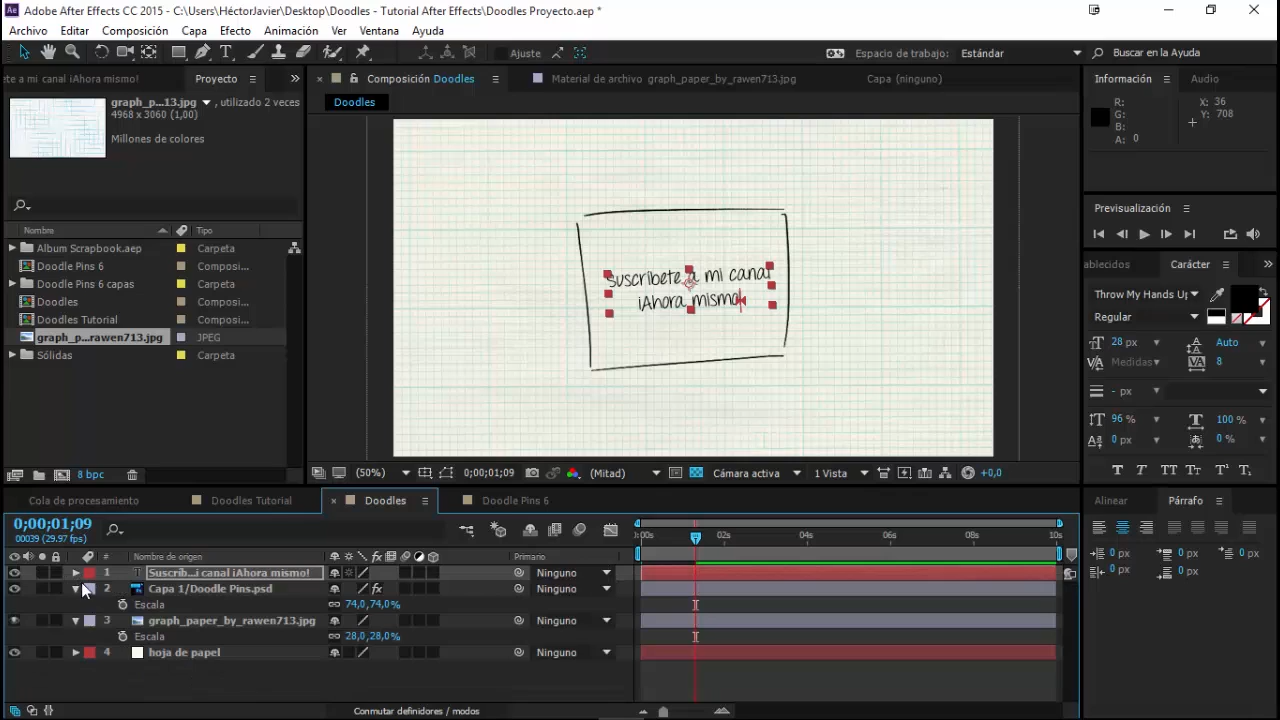 Adobe After Effects CC 2015 - C:\Users\HéctorJavier\Desktop\Doodles - Tutorial After Effects\Doodles Proyecto.aep *
Archivo Editar Composición Capa Efecto Animación Ver Ventana Ayuda
Ajuste Espacio de trabajo: Estándar Buscar en la Ayuda
ete a mi canal ¡Ahora mismo! Proyecto
graph_p...13.jpg , utilizado 2 veces
4968 x 3060 (1,00)
Millones de colores
Nombre Tipo
Album Scrapbook.aep Carpeta
Doodle Pins 6 Composi...
Doodle Pins 6 capas Carpeta
Doodles Composi...
Doodles Tutorial Composi...
graph_p...rawen713.jpg JPEG
Sólidas Carpeta
8 bpc
Composición Doodles Material de archivo graph_paper_by_rawen713.jpg Capa (ninguno)
Doodles
Suscribete a mi canal
¡Ahora mismo!
(50%) 0;00;01;09 (Mitad) Cámara activa 1 Vista +0,0
Información Audio
R: X: 36
G: Y: 708
B:
A: 0
Previsualización
ablecidos Carácter
Throw My Hands Up
Regular
28 px Auto
Medidas 8
- px
96 % 100 %
0 px 0 %
T T TT Tt T¹ T₁
Alinear Párrafo
0 px 0 px 0 px
0 px 0 px
Cola de procesamiento Doodles Tutorial Doodles Doodle Pins 6
0;00;01;09
00039 (29.97 fps)
:00s 02s 04s 06s 08s 10s
# Nombre de origen Primario
1 Suscrib...i canal ¡Ahora mismo! Ninguno
2 Capa 1/Doodle Pins.psd Ninguno
Escala 74,0,74,0%
3 graph_paper_by_rawen713.jpg Ninguno
Escala 28,0,28,0%
4 hoja de papel Ninguno
Conmutar definidores / modos